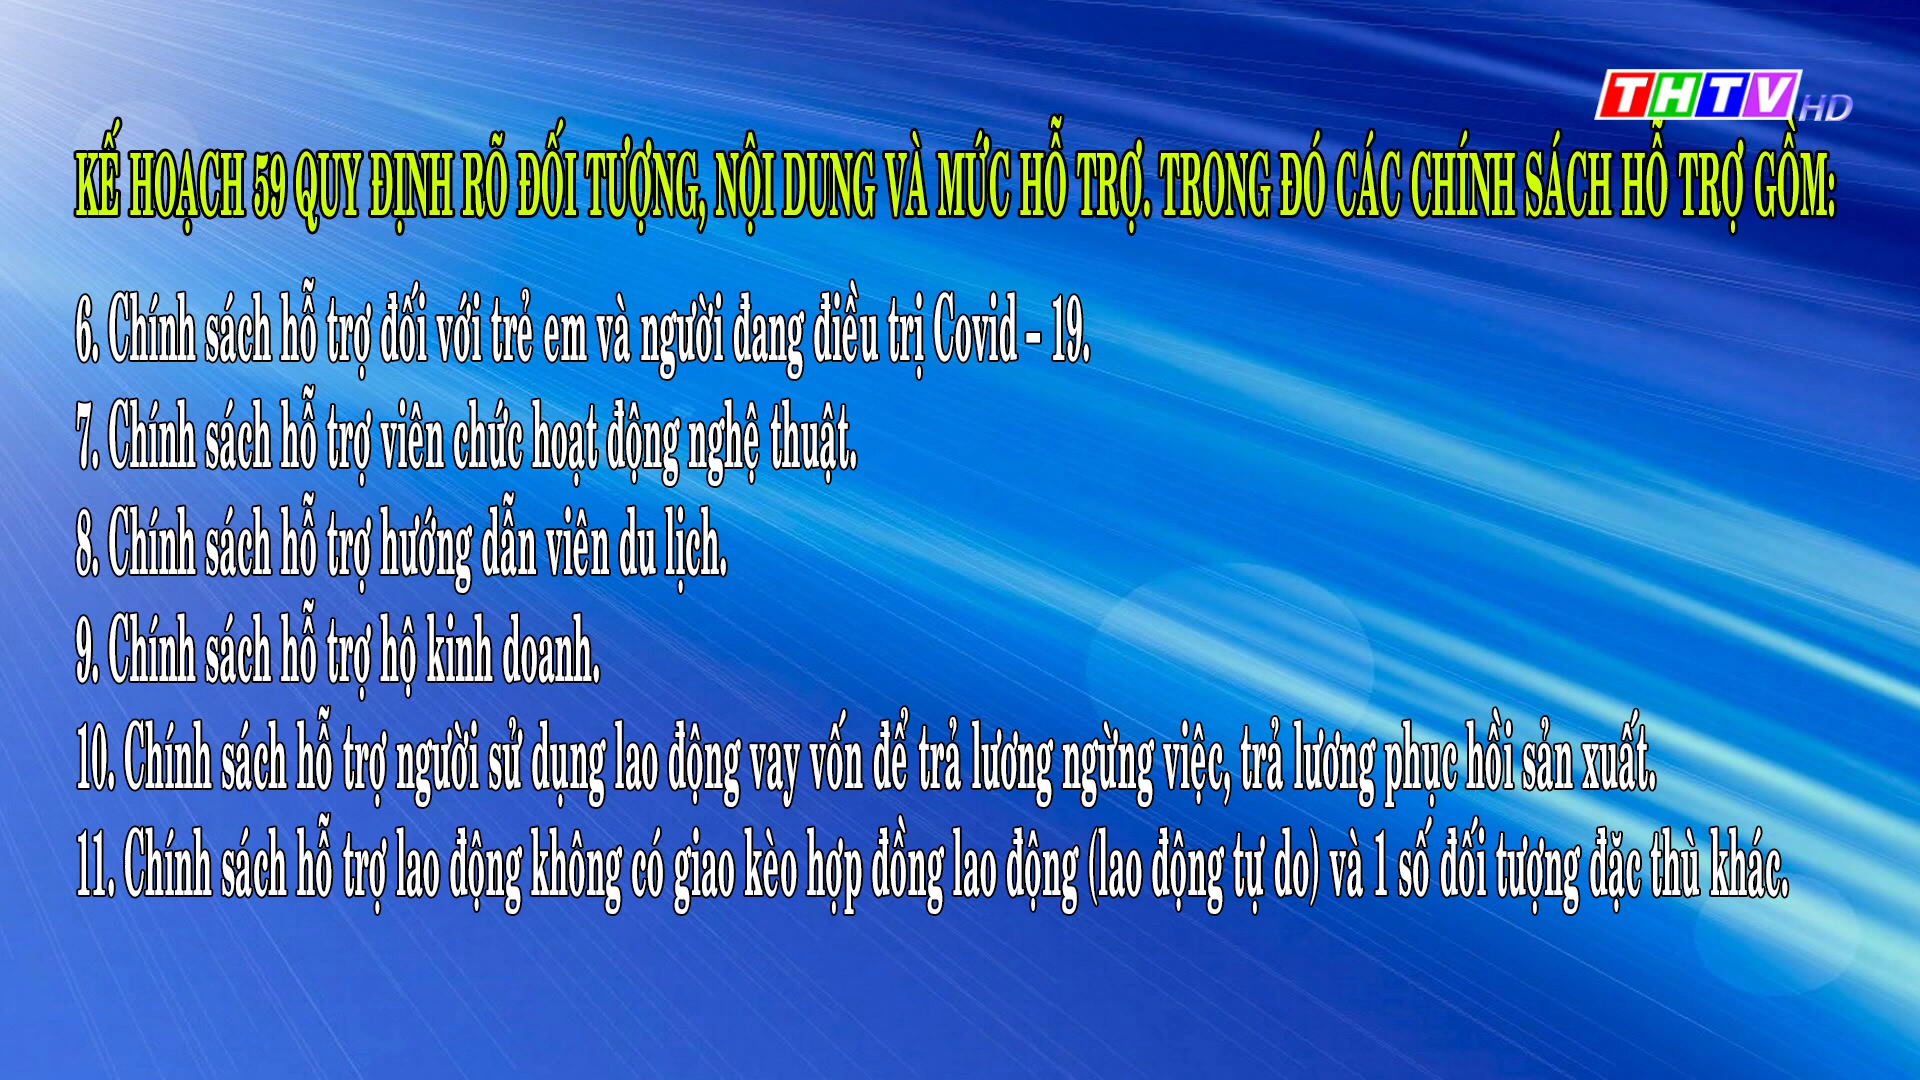 THTV HD
KẾ HOẠCH 59 QUY ĐỊNH RÕ ĐỐI TƯỢNG, NỘI DUNG VÀ MỨC HỖ TRỢ. TRONG ĐÓ CÁC CHÍNH SÁCH HỖ TRỢ GỒM:
6. Chính sách hỗ trợ đối với trẻ em và người đang điều trị Covid – 19.
7. Chính sách hỗ trợ viên chức hoạt động nghệ thuật.
8. Chính sách hỗ trợ hướng dẫn viên du lịch.
9. Chính sách hỗ trợ hộ kinh doanh.
10. Chính sách hỗ trợ người sử dụng lao động vay vốn để trả lương ngừng việc, trả lương phục hồi sản xuất.
11. Chính sách hỗ trợ lao động không có giao kèo hợp đồng lao động (lao động tự do) và 1 số đối tượng đặc thù khác.